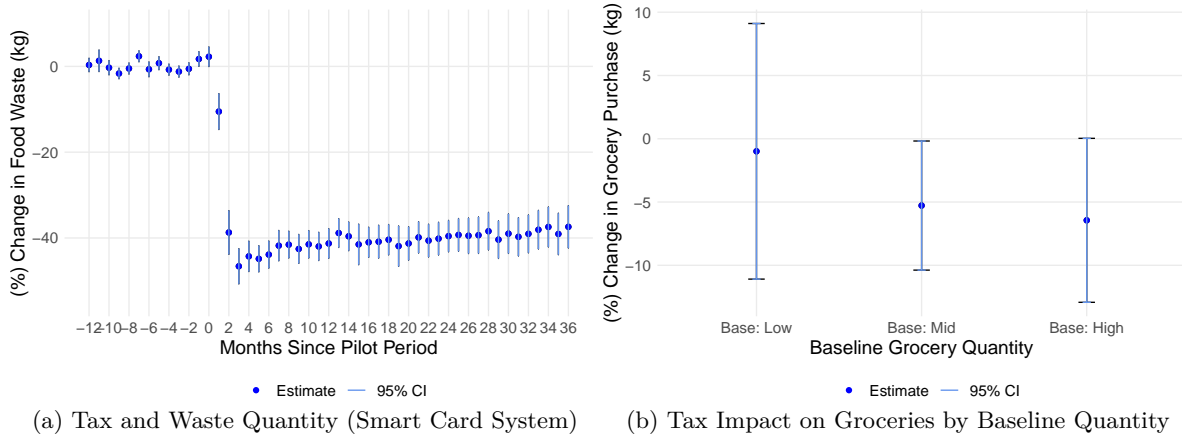 (%) Change in Food Waste (kg)
0
−20
−40
−12 −10 −8 −6 −4 −2 0 2 4 6 8 10 12 14 16 18 20 22 24 26 28 30 32 34 36
Months Since Pilot Period
Estimate 95% CI
(a) Tax and Waste Quantity (Smart Card System)
(%) Change in Grocery Purchase (kg)
10
5
0
−5
−10
Base: Low Base: Mid Base: High
Baseline Grocery Quantity
Estimate 95% CI
(b) Tax Impact on Groceries by Baseline Quantity